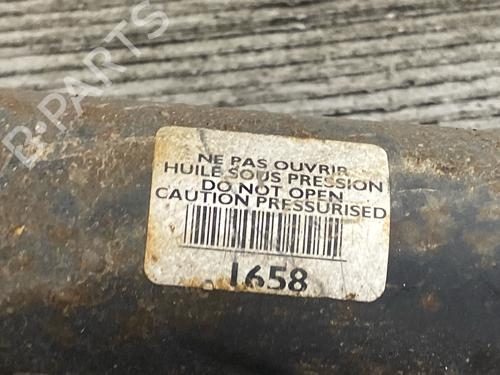 B-PARTS
NE PAS OUVRIR
HUILE SOUS PRESSION
DO NOT OPEN
CAUTION PRESSURISED
1658